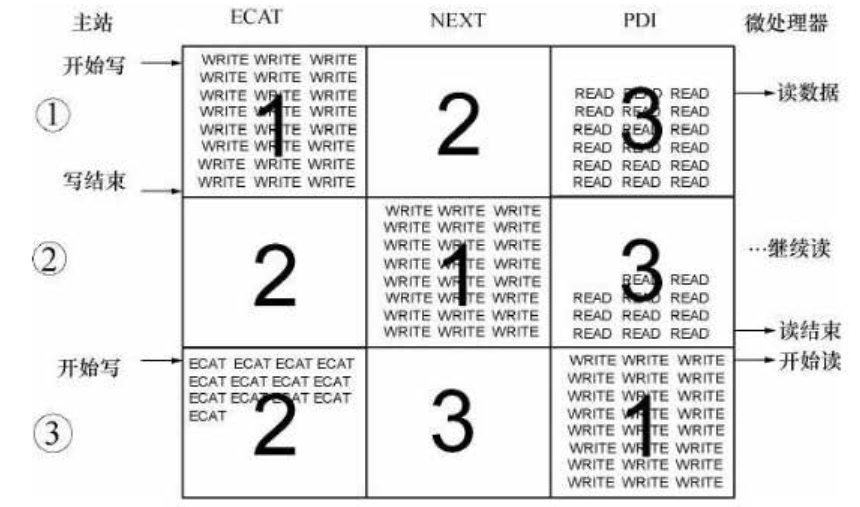 主站 ECAT NEXT PDI 微处理器
开始写
①
写结束
WRITE WRITE WRITE
WRITE WRITE WRITE
WRITE WRITE WRITE
WRITE WRITE WRITE
WRITE WRITE WRITE
WRITE WRITE WRITE
WRITE WRITE WRITE
WRITE WRITE WRITE
1
2
READ READ READ
READ READ READ
READ READ READ
READ READ READ
READ READ READ
READ READ READ
3
读数据
②
2
WRITE WRITE WRITE
WRITE WRITE WRITE
WRITE WRITE WRITE
WRITE WRITE WRITE
WRITE WRITE WRITE
WRITE WRITE WRITE
WRITE WRITE WRITE
WRITE WRITE WRITE
1
READ READ
READ READ READ
READ READ READ
READ READ READ
3
…继续读
读结束
开始写
③
ECAT ECAT ECAT ECAT
ECAT ECAT ECAT ECAT
ECAT ECAT ECAT ECAT
ECAT
2
3
WRITE WRITE WRITE
WRITE WRITE WRITE
WRITE WRITE WRITE
WRITE WRITE WRITE
WRITE WRITE WRITE
WRITE WRITE WRITE
WRITE WRITE WRITE
WRITE WRITE WRITE
1
开始读